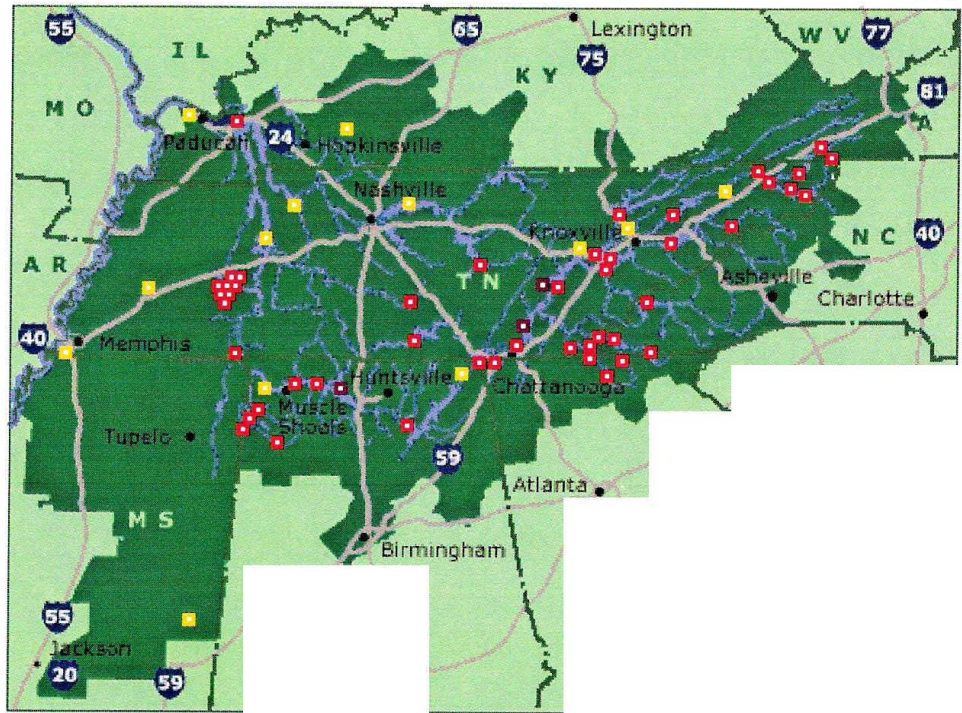 55
I L
65
Lexington
W V
77
75
K Y
M O
81
A
Paducah
24
Hopkinsville
Nashville
Knoxville
N C
40
A R
T N
Asheville
Charlotte
40
Memphis
Huntsville
Chattanooga
Muscle
Shoals
Tupelo
59
Atlanta
M S
Birmingham
55
Jackson
20
59